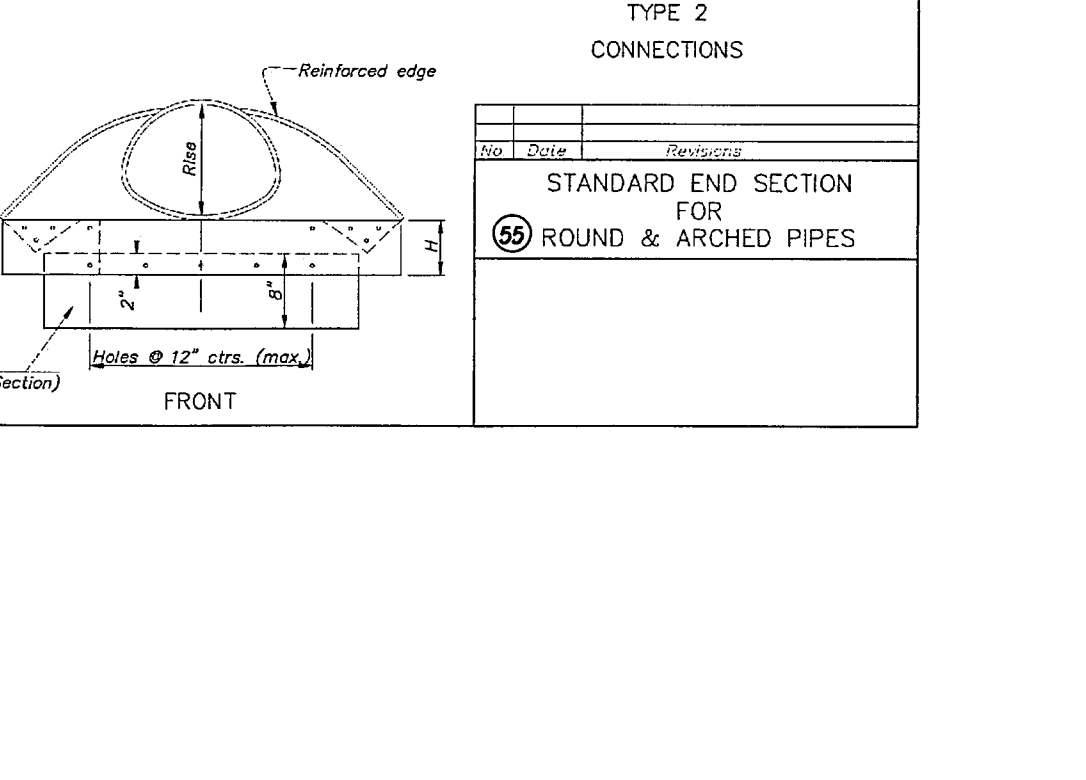 TYPE 2
CONNECTIONS
Reinforced edge
Rise
H
2"
8"
Holes @ 12" ctrs. (max.)
Section)
FRONT
No Date Revisions
STANDARD END SECTION
FOR
55 ROUND & ARCHED PIPES